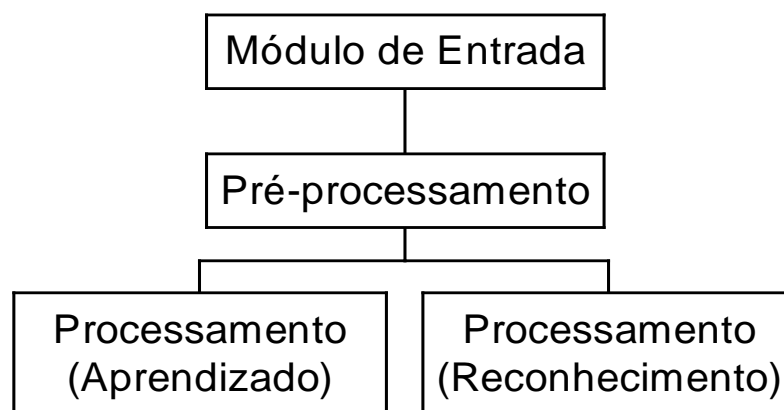 Módulo de Entrada
Pré-processamento
Processamento
(Aprendizado)
Processamento
(Reconhecimento)